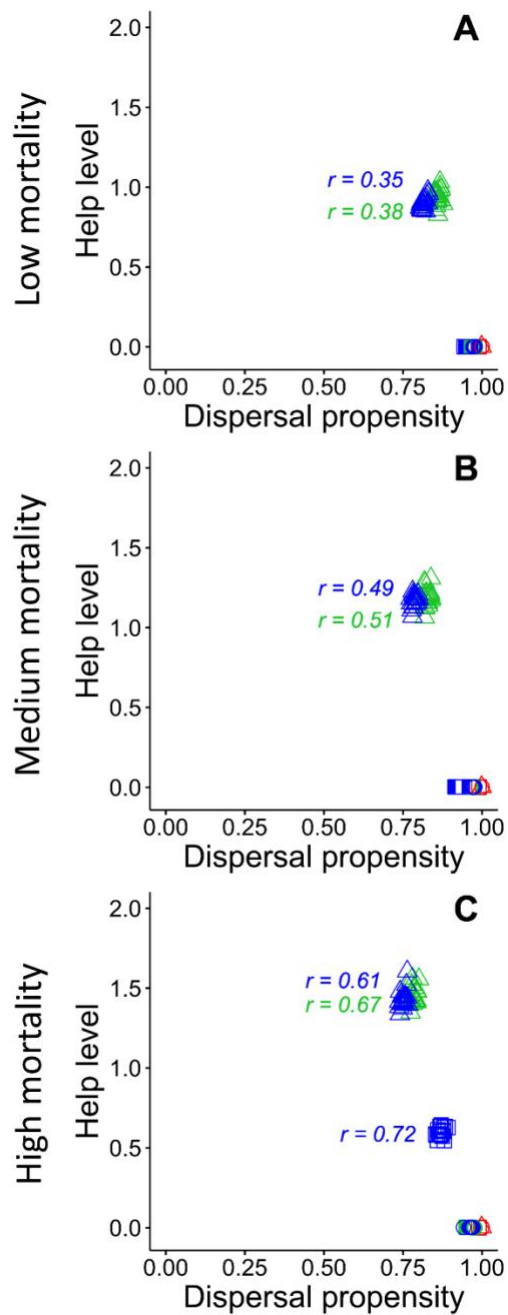 A
Low mortality
Help level
2.0
1.5
1.0
0.5
0.0
r = 0.35
r = 0.38
0.00 0.25 0.50 0.75 1.00
Dispersal propensity
B
Medium mortality
Help level
2.0
1.5
1.0
0.5
0.0
r = 0.49
r = 0.51
0.00 0.25 0.50 0.75 1.00
Dispersal propensity
C
High mortality
Help level
2.0
1.5
1.0
0.5
0.0
r = 0.61
r = 0.67
r = 0.72
0.00 0.25 0.50 0.75 1.00
Dispersal propensity